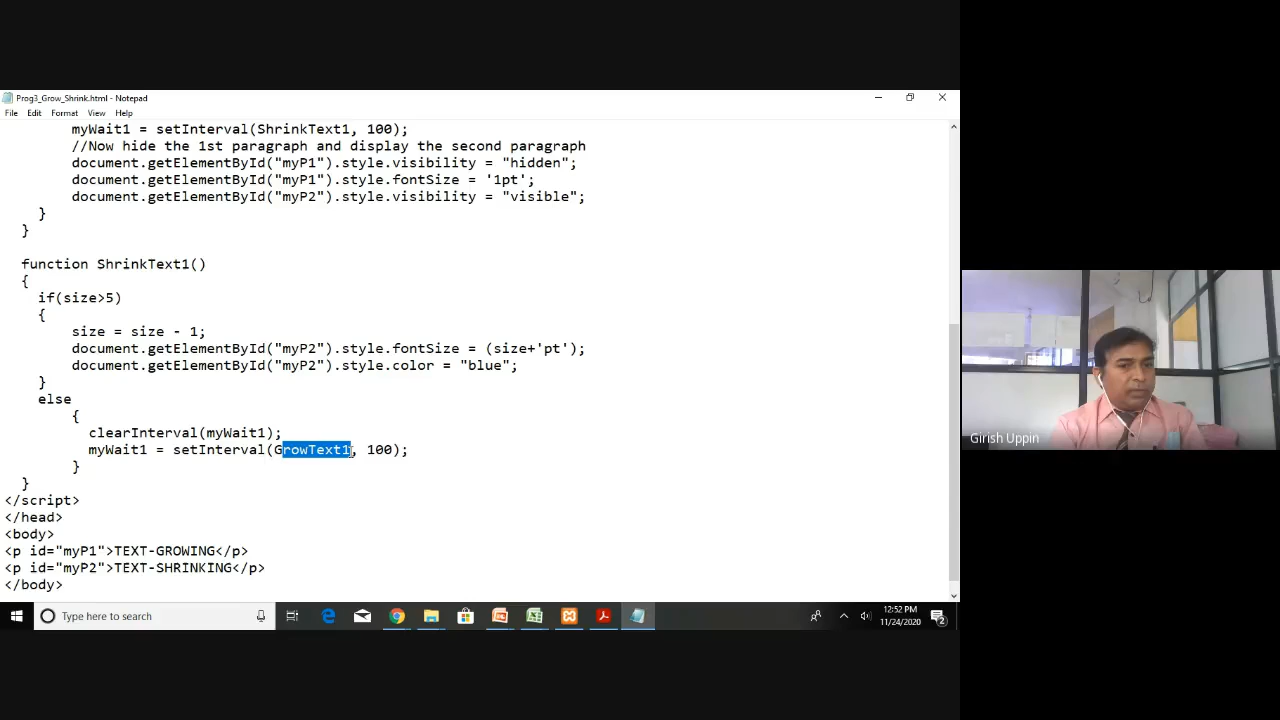 Prog3_Grow_Shrink.html - Notepad
File Edit Format View Help
myWait1 = setInterval(ShrinkText1, 100);
//Now hide the 1st paragraph and display the second paragraph
document.getElementById("myP1").style.visibility = "hidden";
document.getElementById("myP1").style.fontSize = '1pt';
document.getElementById("myP2").style.visibility = "visible";
}
}
function ShrinkText1()
{
if(size>5)
{
size = size - 1;
document.getElementById("myP2").style.fontSize = (size+'pt');
document.getElementById("myP2").style.color = "blue";
}
else
{
clearInterval(myWait1);
myWait1 = setInterval(GrowText1, 100);
}
}
</script>
</head>
<body>
<p id="myP1">TEXT-GROWING</p>
<p id="myP2">TEXT-SHRINKING</p>
</body>
Girish Uppin
Type here to search
12:52 PM
11/24/2020
2